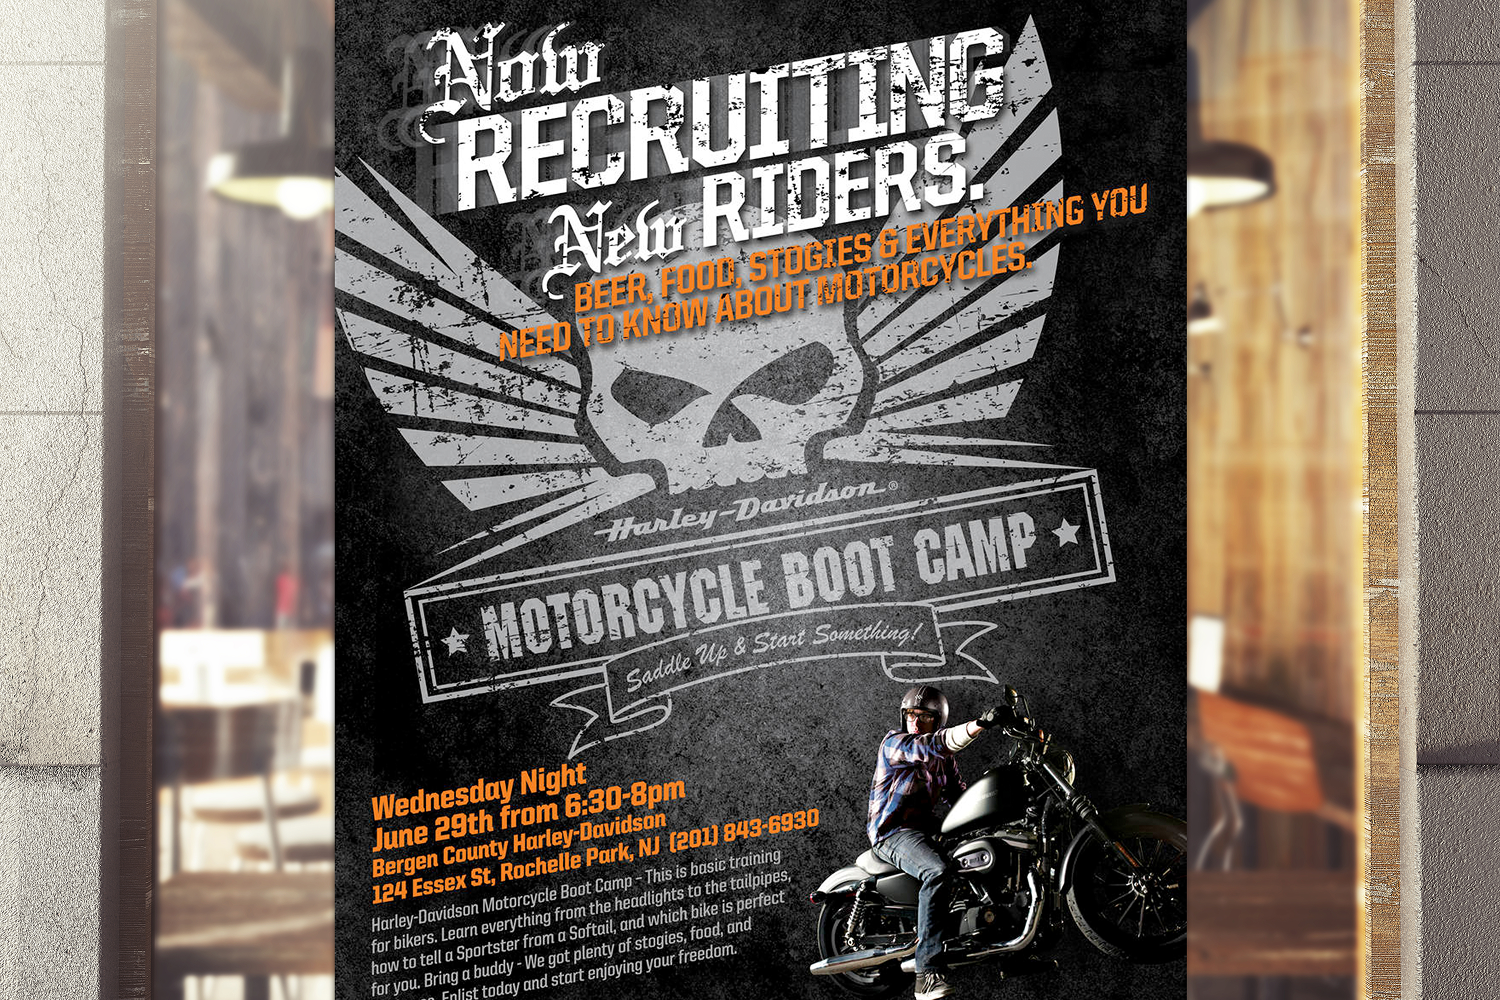 Now
RECRUITING
New RIDERS.
BEER, FOOD, STOGIES & EVERYTHING YOU
NEED TO KNOW ABOUT MOTORCYCLES.
Harley-Davidson®
MOTORCYCLE BOOT CAMP
Saddle Up & Start Something!
Wednesday Night
June 29th from 6:30-8pm
Bergen County Harley-Davidson
124 Essex St, Rochelle Park, NJ (201) 843-6930
Harley-Davidson Motorcycle Boot Camp - This is basic training
for bikers. Learn everything from the headlights to the tailpipes,
how to tell a Sportster from a Softail, and which bike is perfect
for you. Bring a buddy - We got plenty of stogies, food, and
Enlist today and start enjoying your freedom.